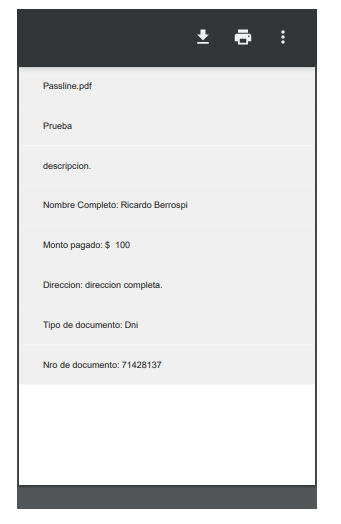 Passline.pdf
Prueba
descripcion.
Nombre Completo: Ricardo Berrospi
Monto pagado: $  100
Direccion: direccion completa.
Tipo de documento: Dni
Nro de documento: 71428137